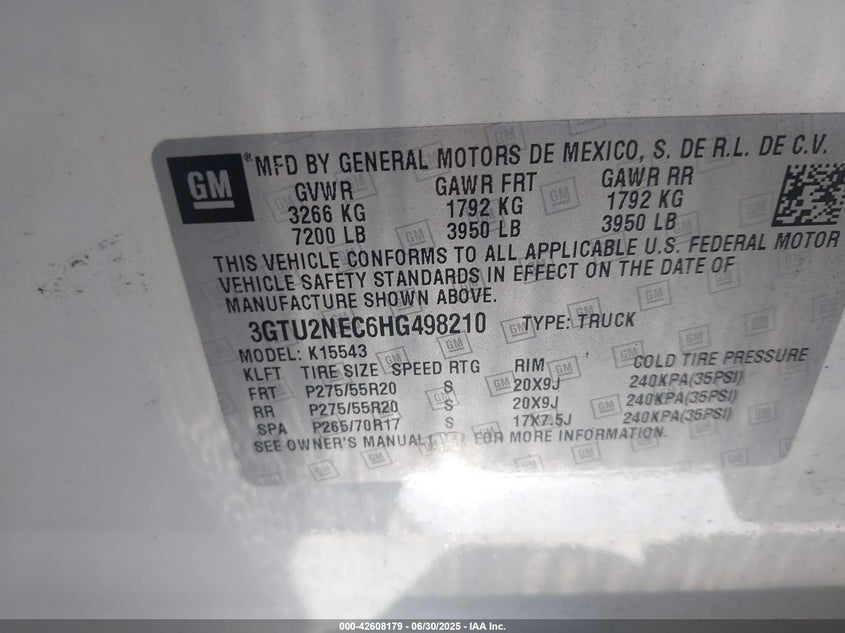 GM
®MFD BY GENERAL MOTORS DE MEXICO, S. DE R.L. DE C.V.
GVWR GAWR FRT GAWR RR
3266 KG 1792 KG 1792 KG
7200 LB 3950 LB 3950 LB
THIS VEHICLE CONFORMS TO ALL APPLICABLE U.S. FEDERAL MOTOR
VEHICLE SAFETY STANDARDS IN EFFECT ON THE DATE OF
MANUFACTURE SHOWN ABOVE.
3GTU2NEC6HG498210 TYPE: TRUCK
MODEL: K15543
KLFT TIRE SIZE SPEED RTG RIM COLD TIRE PRESSURE
FRT P275/55R20 S 20X9J 240KPA(35PSI)
RR P275/55R20 S 20X9J 240KPA(35PSI)
SPA P265/70R17 S 17X7.5J 240KPA(35PSI)
SEE OWNER'S MANUAL FOR MORE INFORMATION.
000-42608179 - 06/30/2025 - IAA Inc.